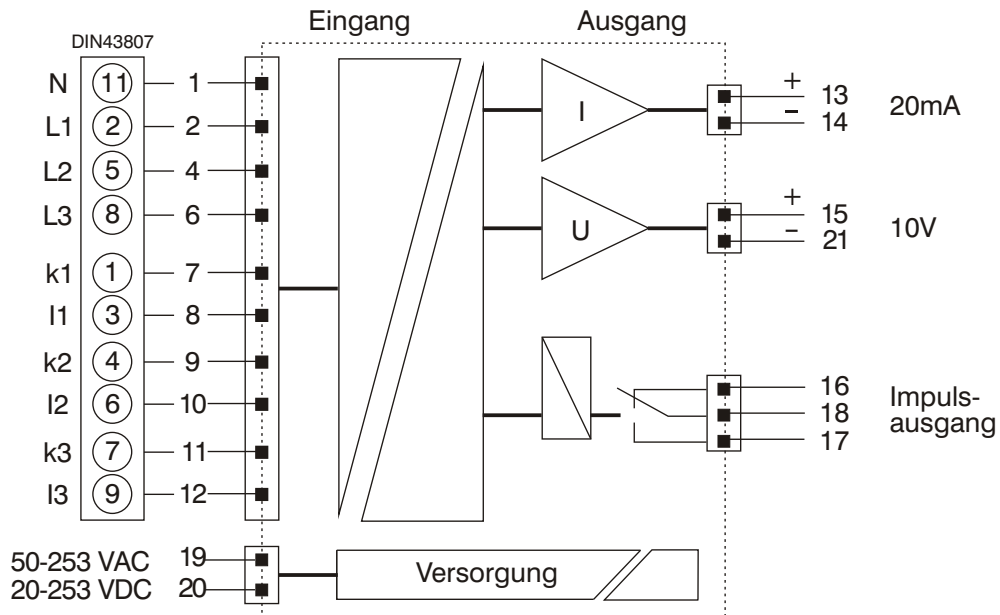 Eingang Ausgang
DIN43807
N 11 1
L1 2 2
L2 5 4
L3 8 6
k1 1 7
l1 3 8
k2 4 9
l2 6 10
k3 7 11
l3 9 12
I
+ 13
− 14
20mA
U
+ 15
− 21
10V
16
18
17
Impuls-
ausgang
50-253 VAC 19
20-253 VDC 20
Versorgung